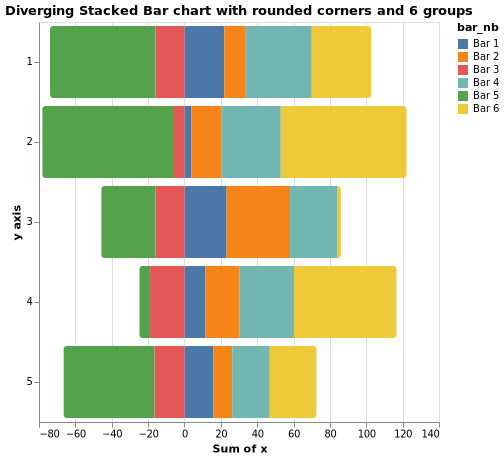 Diverging Stacked Bar chart with rounded corners and 6 groups
bar_nb
Bar 1
Bar 2
Bar 3
Bar 4
Bar 5
Bar 6
y axis
1
2
3
4
5
−80 −60 −40 −20 0 20 40 60 80 100 120 140
Sum of x